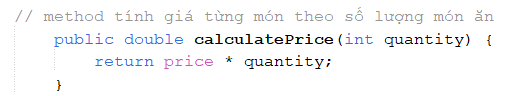 // method tính giá từng món theo số lượng món ăn
public double calculatePrice(int quantity) {
return price * quantity;
}